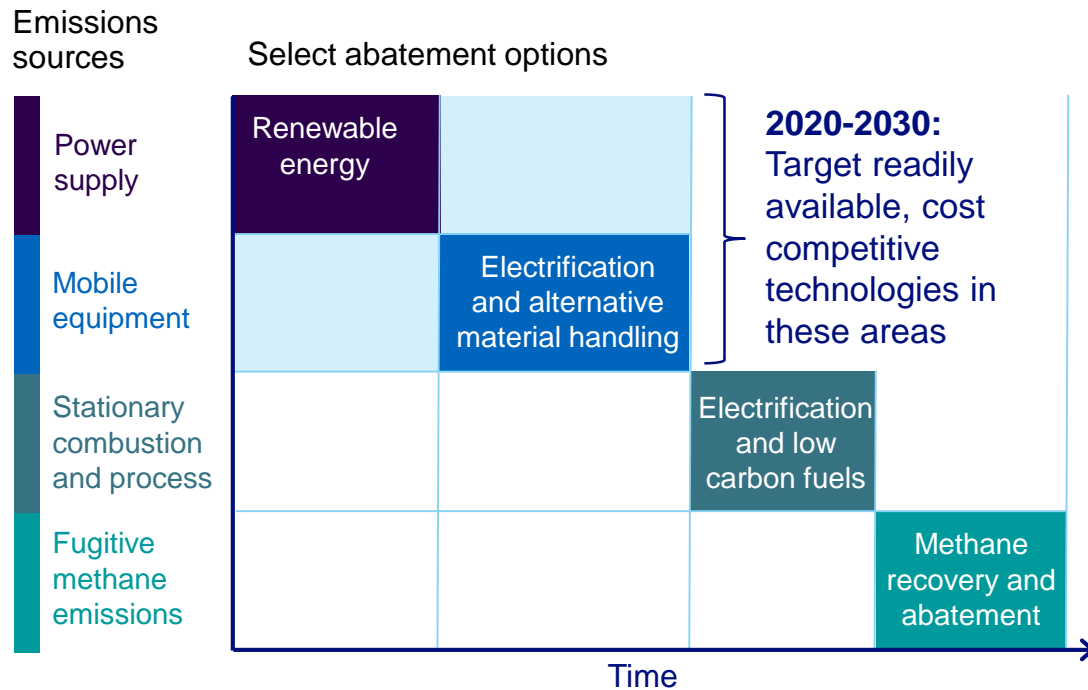 Emissions
sources
Select abatement options
Power
supply
Renewable
energy
2020-2030:
Target readily
available, cost
competitive
technologies in
these areas
Mobile
equipment
Electrification
and alternative
material handling
Stationary
combustion
and process
Electrification
and low
carbon fuels
Fugitive
methane
emissions
Methane
recovery and
abatement
Time